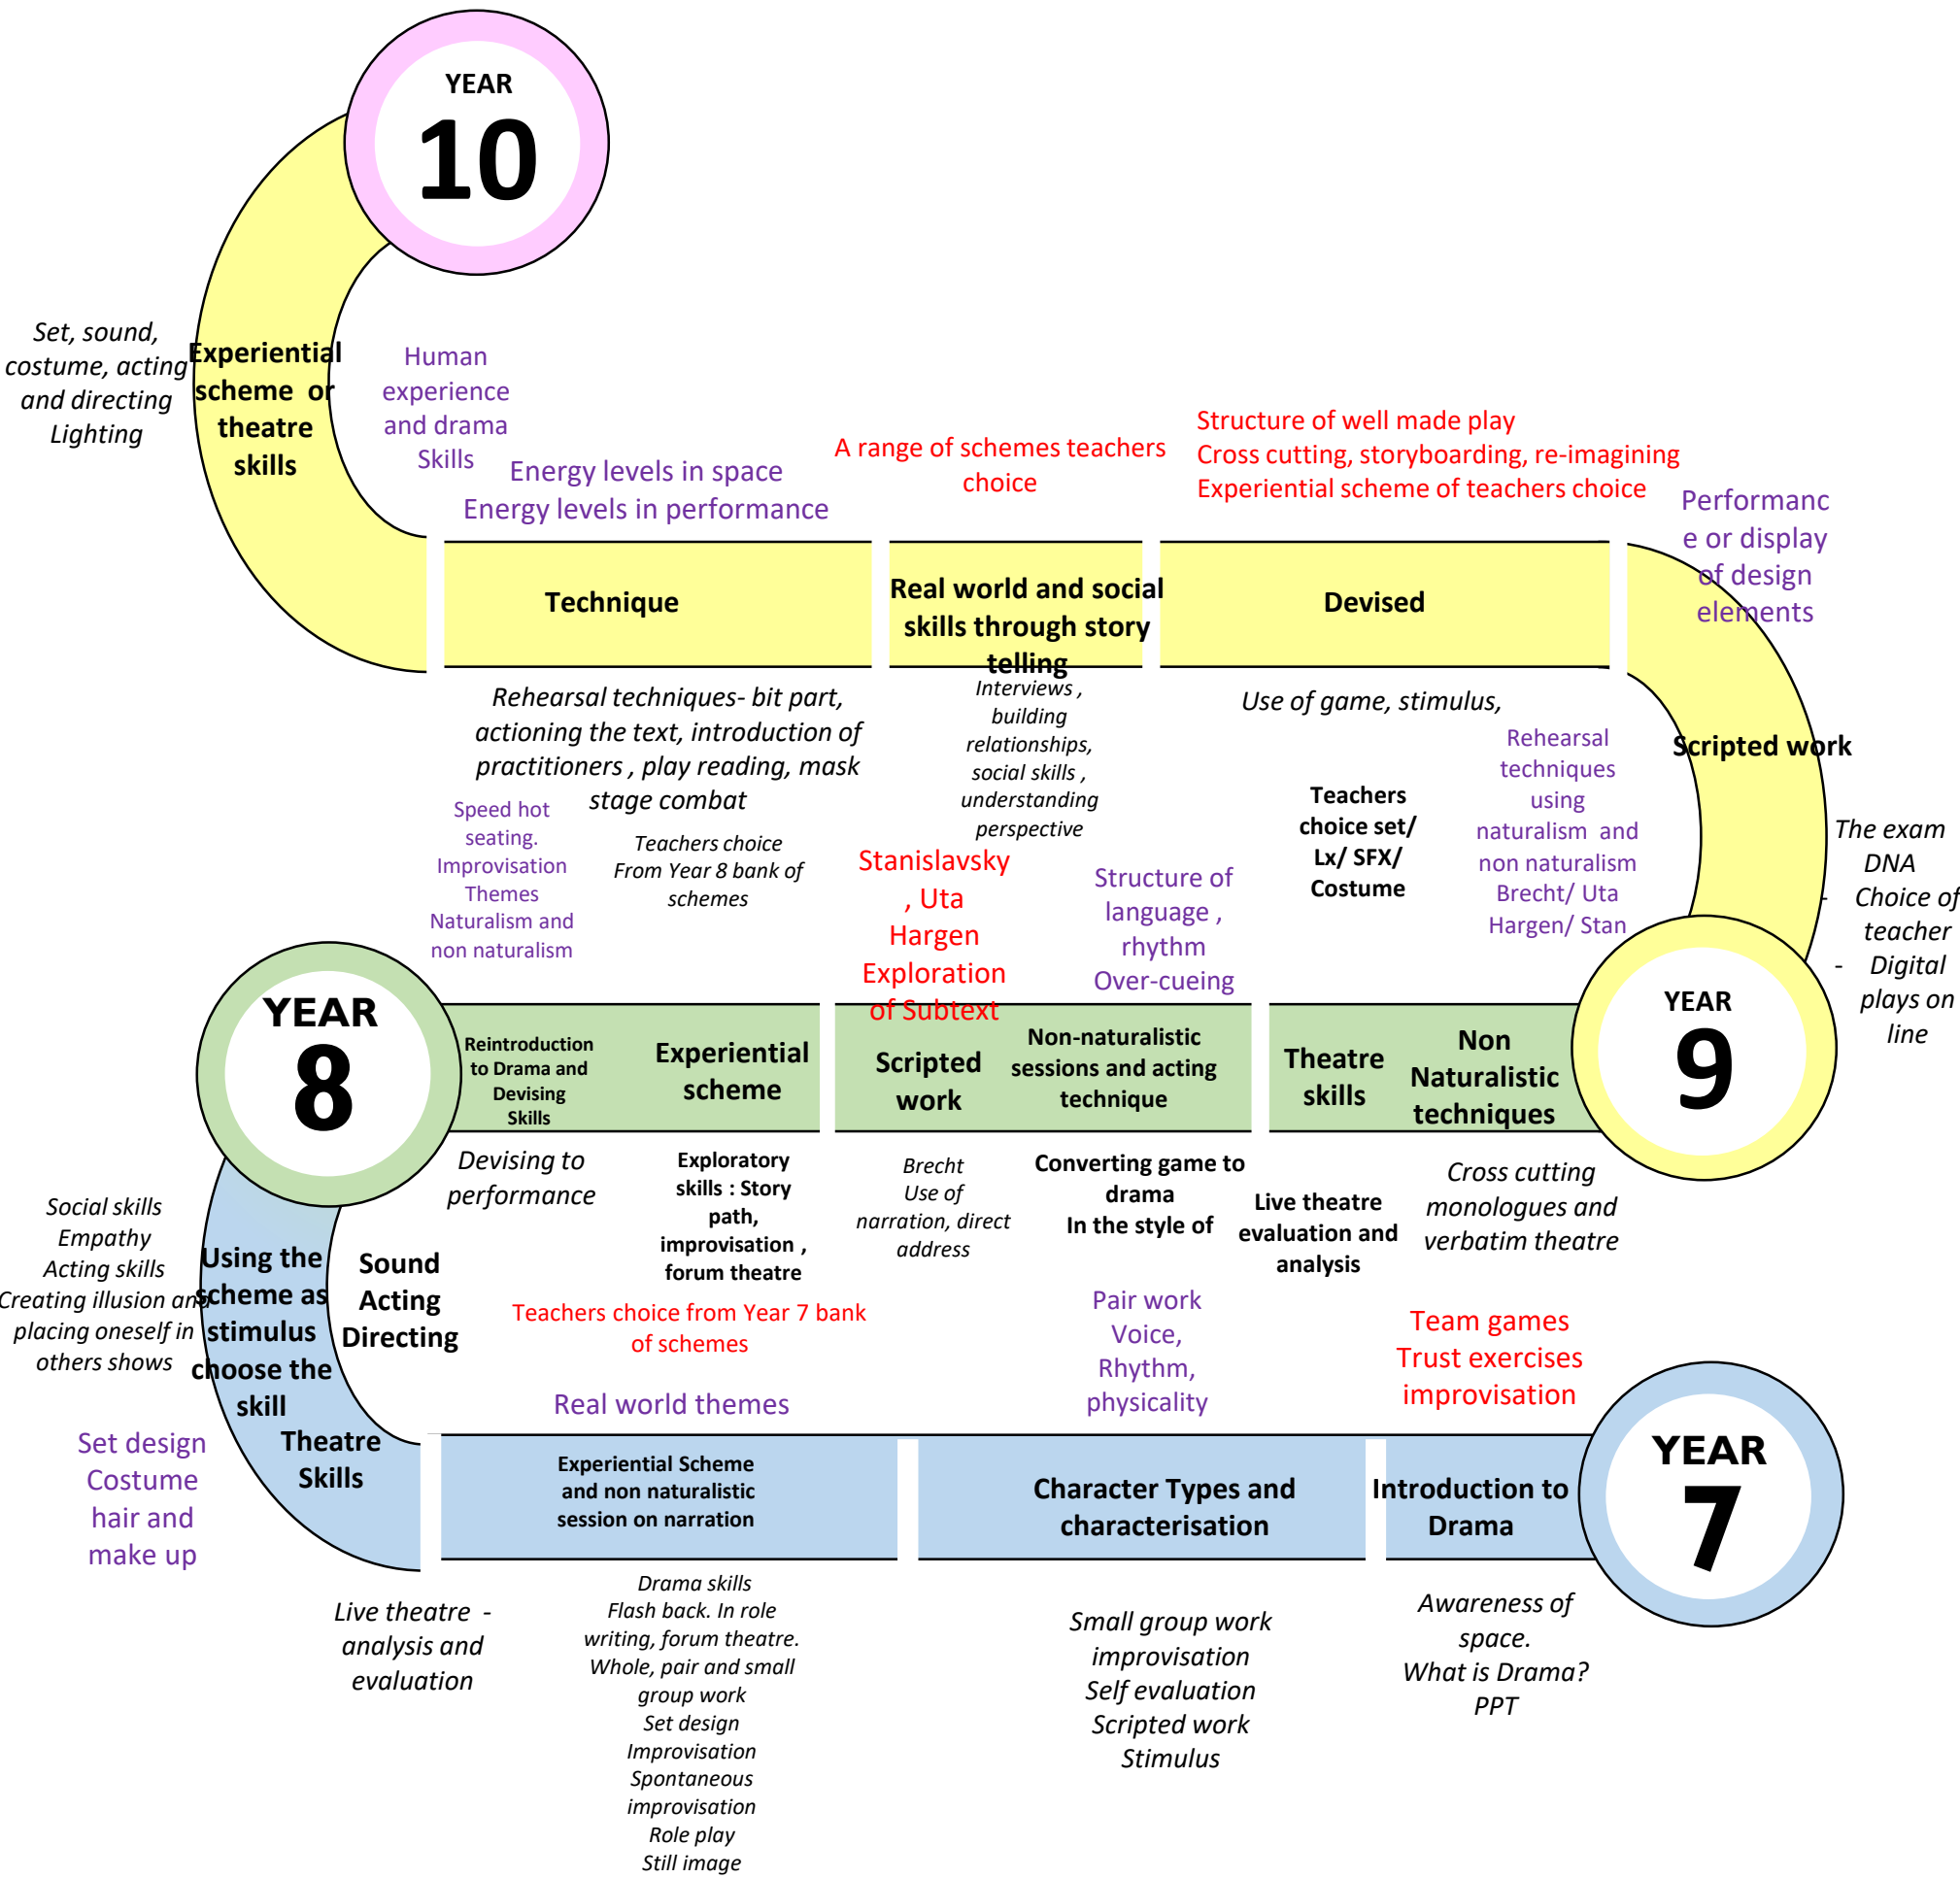 YEAR
10
Set, sound,
costume, acting
and directing
Lighting
Experiential
scheme or
theatre
skills
Human
experience
and drama
Skills
Energy levels in space
Energy levels in performance
A range of schemes teachers
choice
Structure of well made play
Cross cutting, storyboarding, re-imagining
Experiential scheme of teachers choice
Performanc
e or display
of design
elements
Technique
Real world and social
skills through story
telling
Devised
Scripted work
Rehearsal techniques- bit part,
actioning the text, introduction of
practitioners , play reading, mask
stage combat
Interviews ,
building
relationships,
social skills ,
understanding
perspective
Use of game, stimulus,
Speed hot
seating.
Improvisation
Themes
Naturalism and
non naturalism
Teachers choice
From Year 8 bank of
schemes
Stanislavsky
, Uta
Hargen
Exploration
of Subtext
Structure of
language ,
rhythm
Over-cueing
Teachers
choice set/
Lx/ SFX/
Costume
Rehearsal
techniques
using
naturalism and
non naturalism
Brecht/ Uta
Hargen/ Stan
The exam
DNA
- Choice of
teacher
- Digital
plays on
line
YEAR
8
Reintroduction
to Drama and
Devising
Skills
Experiential
scheme
Scripted
work
Non-naturalistic
sessions and acting
technique
Theatre
skills
Non
Naturalistic
techniques
YEAR
9
Devising to
performance
Exploratory
skills : Story
path,
improvisation ,
forum theatre
Brecht
Use of
narration, direct
address
Converting game to
drama
In the style of
Live theatre
evaluation and
analysis
Cross cutting
monologues and
verbatim theatre
Social skills
Empathy
Acting skills
Creating illusion and
placing oneself in
others shows
Using the
scheme as
stimulus
choose the
skill
Sound
Acting
Directing
Teachers choice from Year 7 bank
of schemes
Pair work
Voice,
Rhythm,
physicality
Team games
Trust exercises
improvisation
Real world themes
Set design
Costume
hair and
make up
Theatre
Skills
Experiential Scheme
and non naturalistic
session on narration
Character Types and
characterisation
Introduction to
Drama
YEAR
7
Live theatre -
analysis and
evaluation
Drama skills
Flash back. In role
writing, forum theatre.
Whole, pair and small
group work
Set design
Improvisation
Spontaneous
improvisation
Role play
Still image
Small group work
improvisation
Self evaluation
Scripted work
Stimulus
Awareness of
space.
What is Drama?
PPT